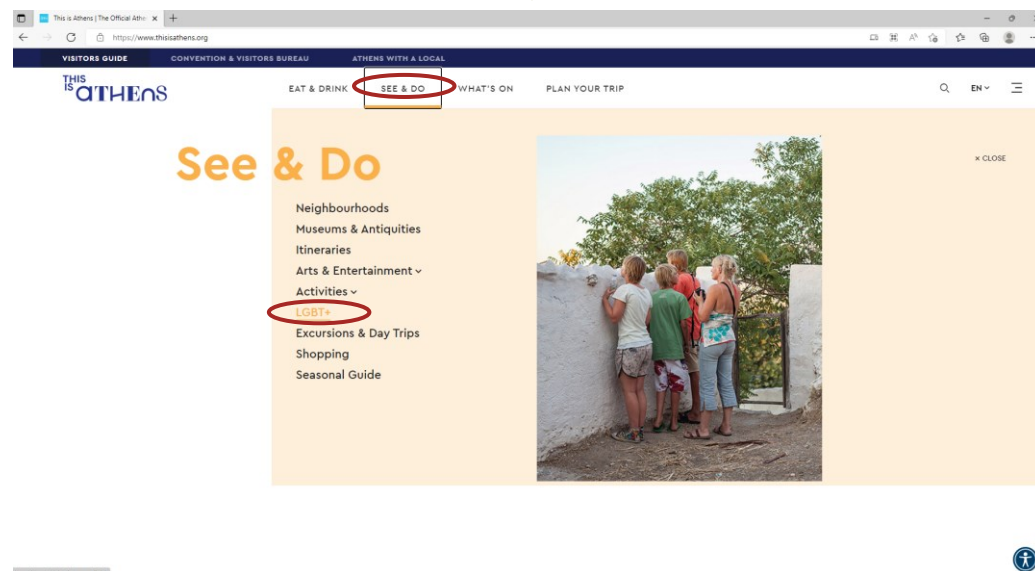 This is Athens | The Official Athe
https://www.thisisathens.org
VISITORS GUIDE CONVENTION & VISITORS BUREAU ATHENS WITH A LOCAL
THIS IS ATHENS
EAT & DRINK SEE & DO WHAT'S ON PLAN YOUR TRIP EN
See & Do
× CLOSE
Neighbourhoods
Museums & Antiquities
Itineraries
Arts & Entertainment
Activities
LGBT+
Excursions & Day Trips
Shopping
Seasonal Guide